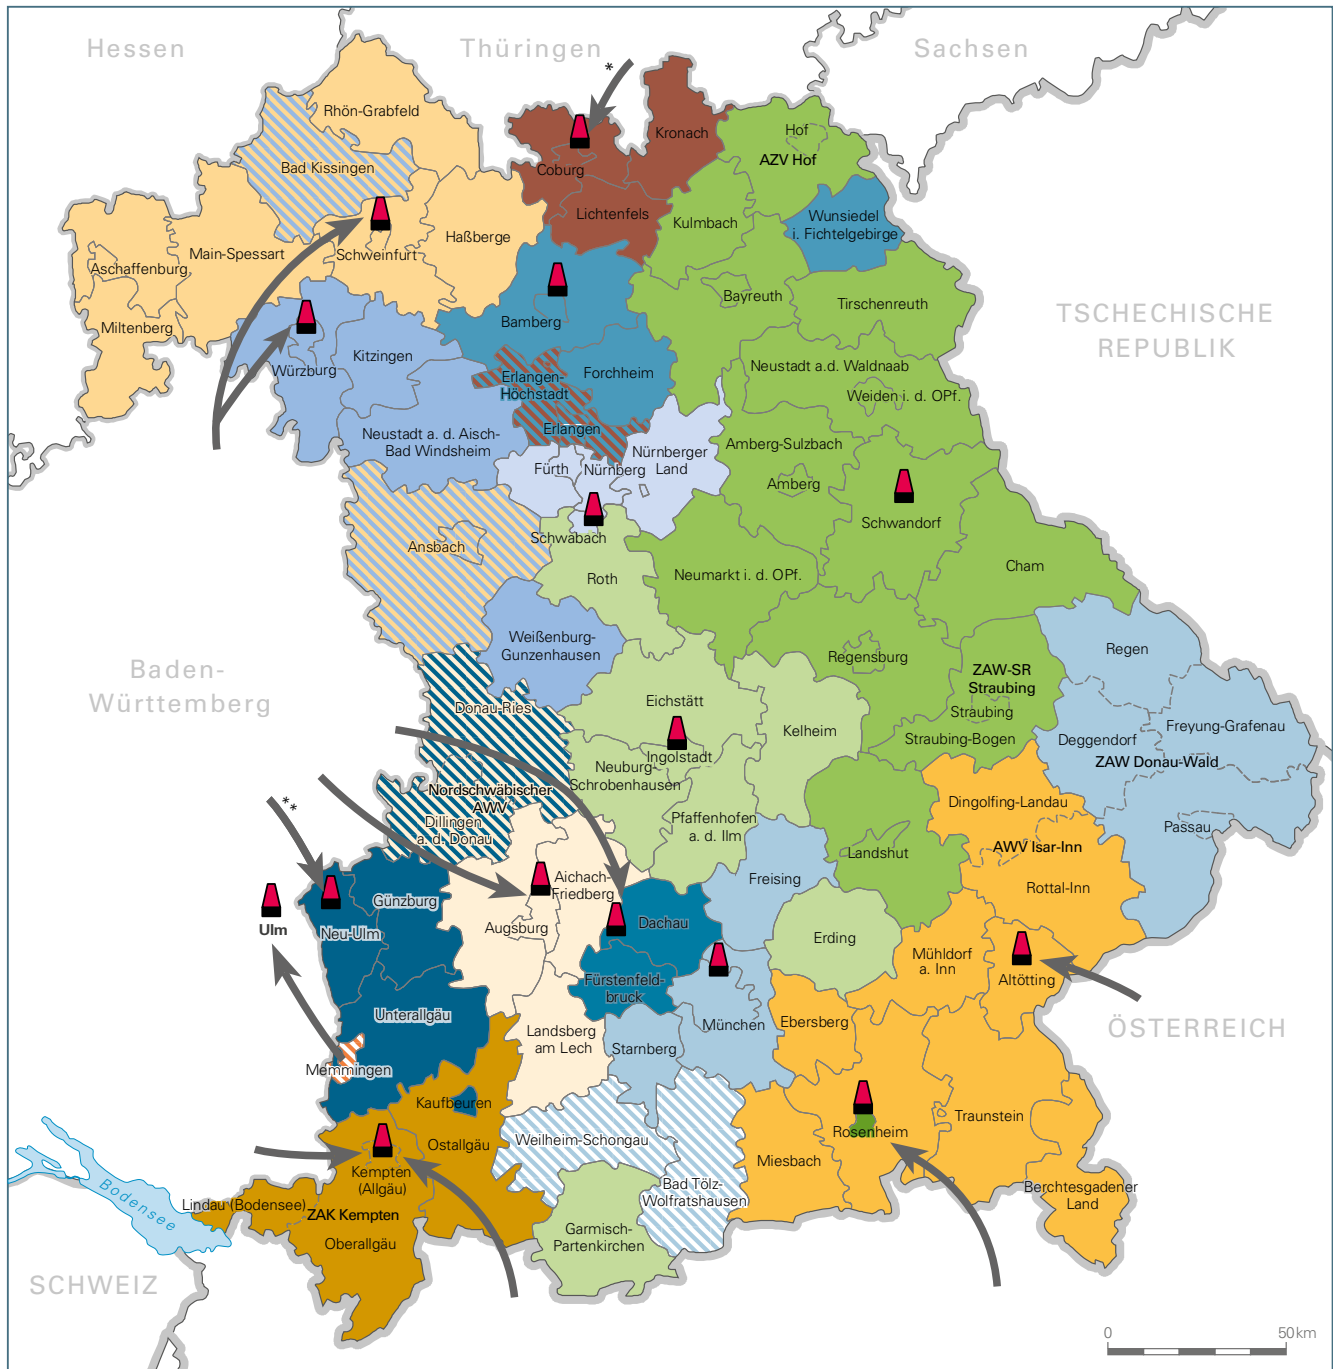 Hessen
Thüringen
Sachsen
*
Rhön-Grabfeld
Kronach
Hof
AZV Hof
Bad Kissingen
Coburg
Lichtenfels
Kulmbach
Wunsiedel
i. Fichtelgebirge
Haßberge
Main-Spessart
Schweinfurt
Aschaffenburg
Bayreuth
Tirschenreuth
TSCHECHISCHE
REPUBLIK
Miltenberg
Bamberg
Kitzingen
Würzburg
Erlangen-
Höchstadt
Forchheim
Neustadt a.d. Waldnaab
Weiden i. d. OPf.
Neustadt a. d. Aisch-
Bad Windsheim
Erlangen
Amberg-Sulzbach
Nürnberger
Land
Fürth
Nürnberg
Amberg
Schwandorf
Schwabach
Ansbach
Roth
Neumarkt i. d. OPf.
Cham
Weißenburg-
Gunzenhausen
Regensburg
Regen
ZAW-SR
Straubing
Baden-
Württemberg
Donau-Ries
Eichstätt
Straubing
Kelheim
Freyung-Grafenau
Straubing-Bogen
Deggendorf
ZAW Donau-Wald
Ingolstadt
Neuburg-
Schrobenhausen
Nordschwäbischer
AWV
Dillingen
a. d. Donau
**
Pfaffenhofen
a. d. Ilm
Dingolfing-Landau
Passau
AWV Isar-Inn
Landshut
Freising
Rottal-Inn
Aichach-
Friedberg
Günzburg
Ulm
Neu-Ulm
Augsburg
Dachau
Erding
Mühldorf
a. Inn
Altötting
Fürstenfeld-
bruck
Unterallgäu
Landsberg
am Lech
München
Ebersberg
ÖSTERREICH
Starnberg
Memmingen
Kaufbeuren
Traunstein
Rosenheim
Ostallgäu
Weilheim-Schongau
Miesbach
Kempten
(Allgäu)
Bad Tölz-
Wolfratshausen
Berchtesgadener
Land
Bodensee
Lindau (Bodensee)
ZAK Kempten
Oberallgäu
Garmisch-
Partenkirchen
SCHWEIZ
0
50 km